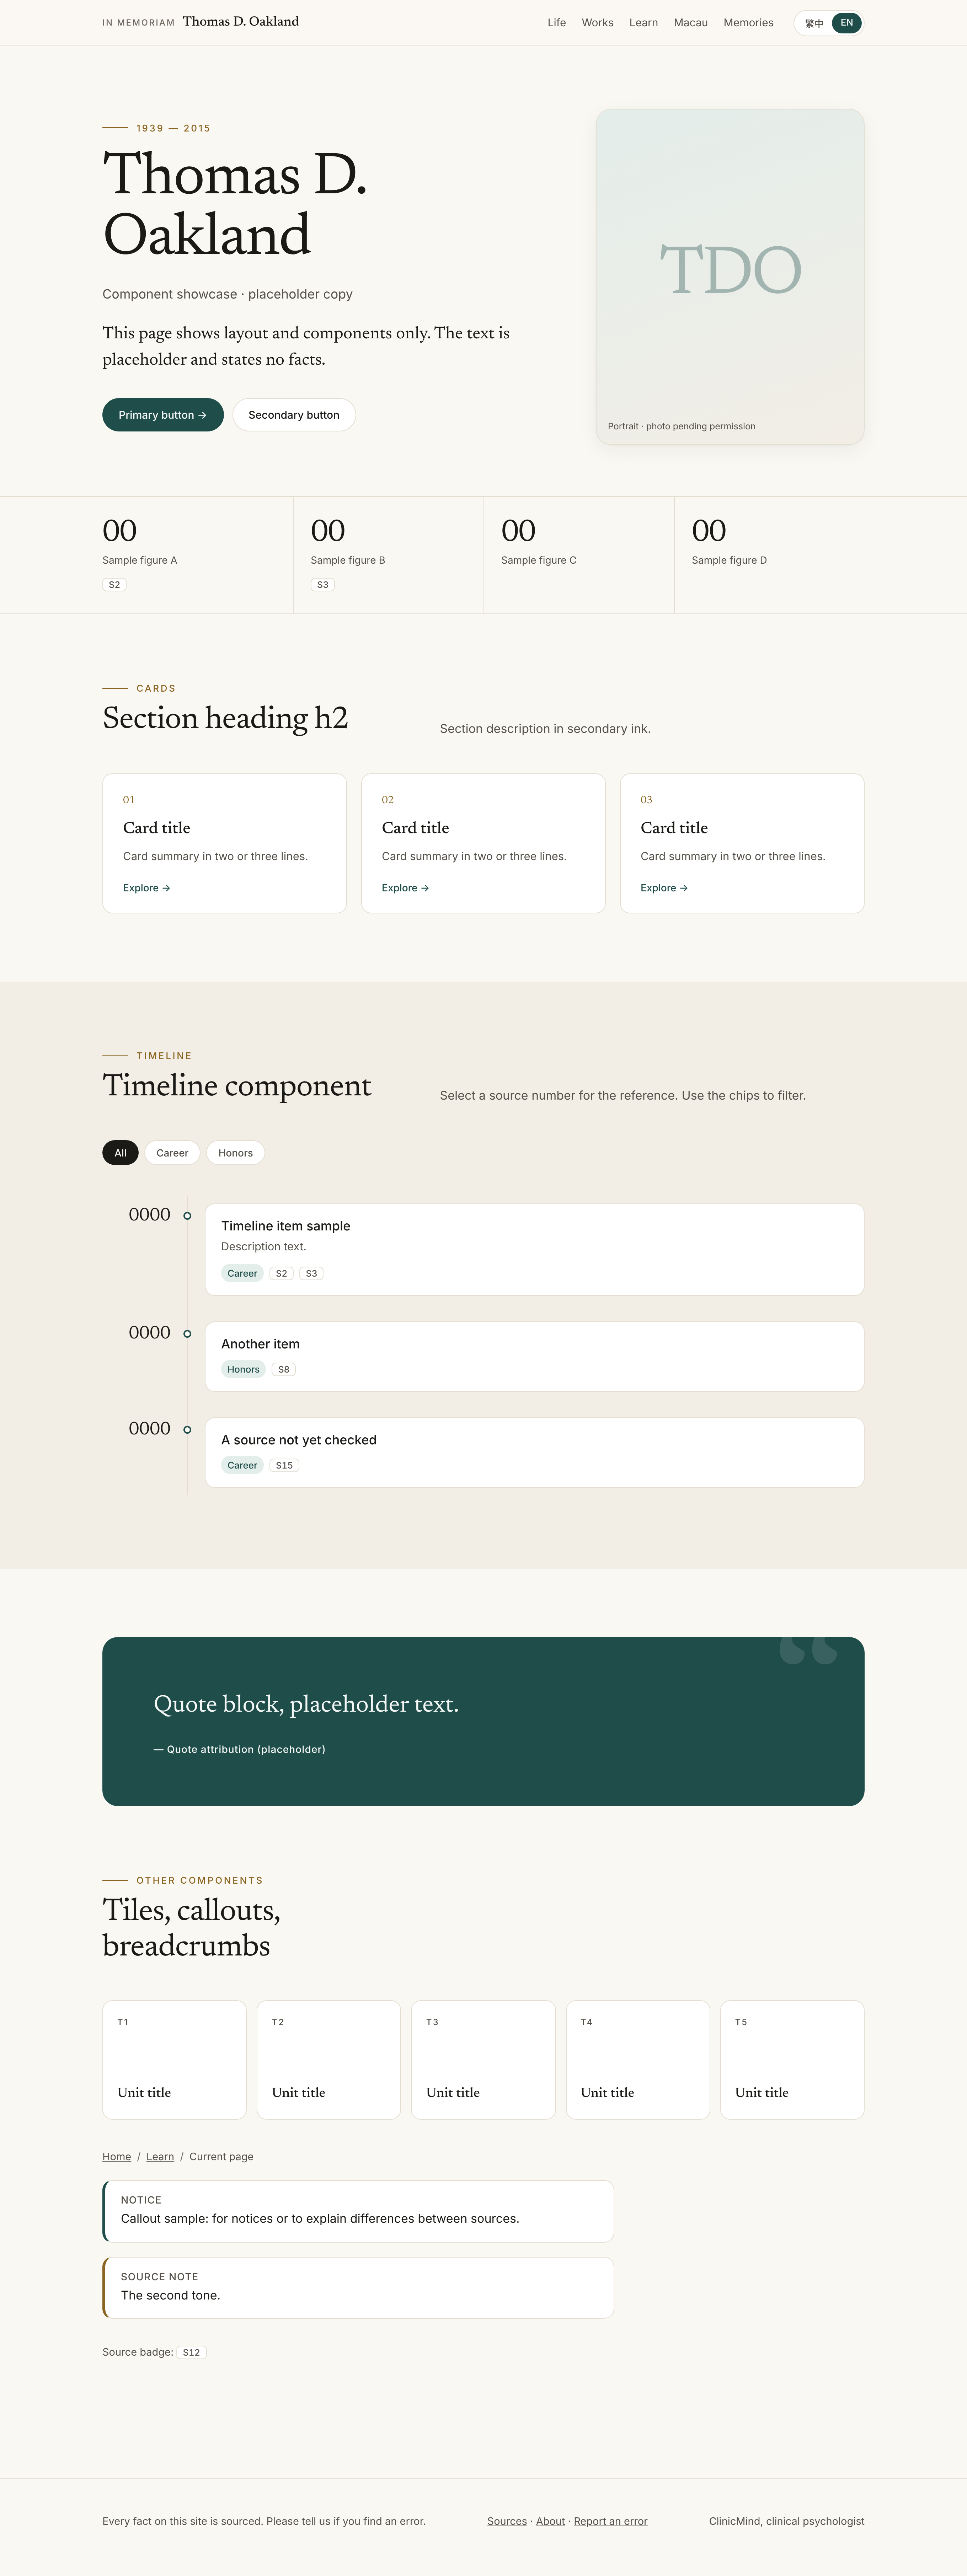 IN MEMORIAM Thomas D. Oakland
Life Works Learn Macau Memories 繁中 EN
1939 — 2015
Thomas D.
Oakland
Component showcase · placeholder copy
This page shows layout and components only. The text is
placeholder and states no facts.
Primary button → Secondary button
TDO
Portrait · photo pending permission
00 00 00 00
Sample figure A Sample figure B Sample figure C Sample figure D
S2 S3
CARDS
Section heading h2
Section description in secondary ink.
01 02 03
Card title Card title Card title
Card summary in two or three lines. Card summary in two or three lines. Card summary in two or three lines.
Explore → Explore → Explore →
TIMELINE
Timeline component
Select a source number for the reference. Use the chips to filter.
All Career Honors
0000
Timeline item sample
Description text.
Career S2 S3
0000
Another item
Honors S8
0000
A source not yet checked
Career S15
“
Quote block, placeholder text.
— Quote attribution (placeholder)
OTHER COMPONENTS
Tiles, callouts,
breadcrumbs
T1 T2 T3 T4 T5
Unit title Unit title Unit title Unit title Unit title
Home / Learn / Current page
NOTICE
Callout sample: for notices or to explain differences between sources.
SOURCE NOTE
The second tone.
Source badge: S12
Every fact on this site is sourced. Please tell us if you find an error. Sources · About · Report an error ClinicMind, clinical psychologist